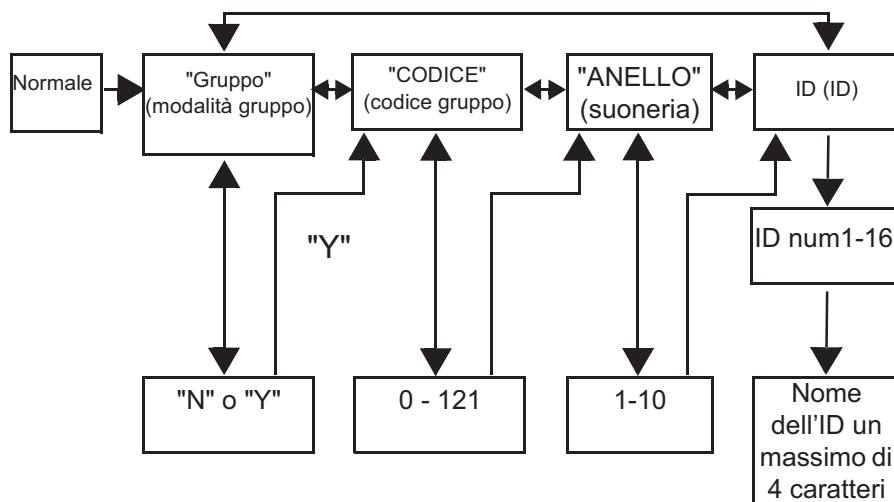 Normale
"Gruppo"
(modalità gruppo)
"CODICE"
(codice gruppo)
"ANELLO"
(suoneria)
ID (ID)
"Y"
ID num1-16
"N" o "Y"
0 - 121
1-10
Nome
dell’ID un
massimo di
4 caratteri